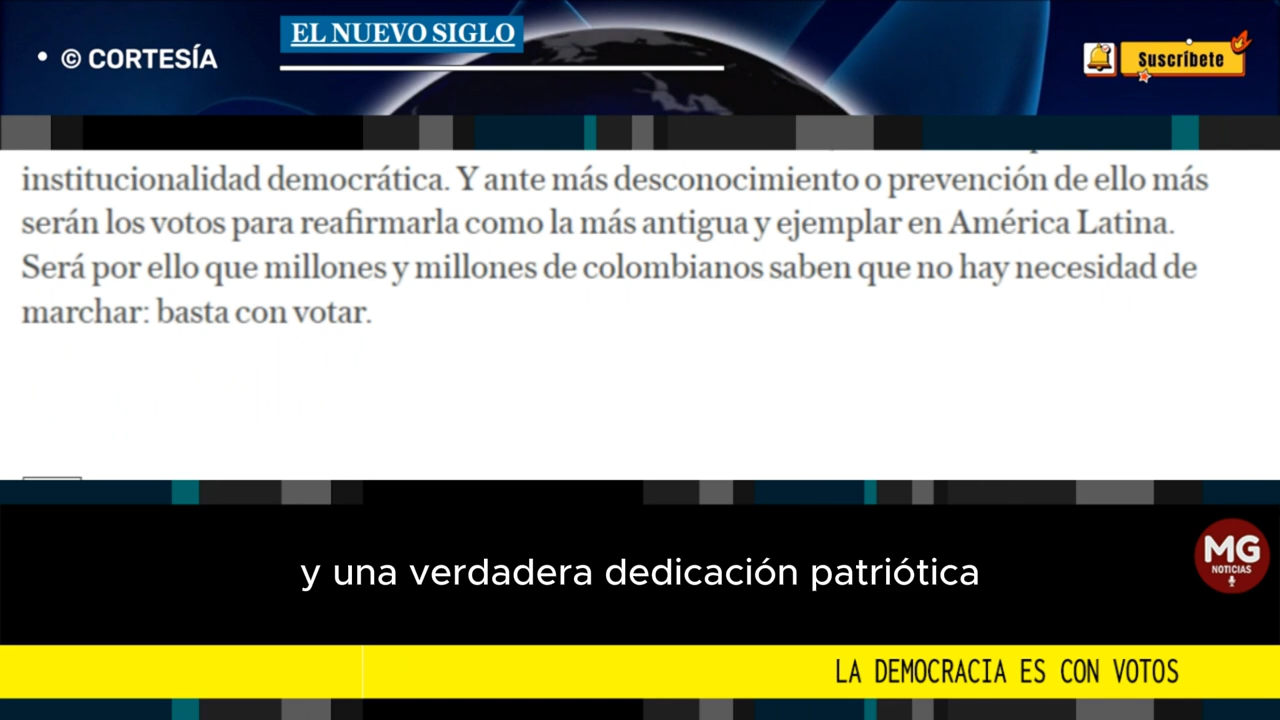 EL NUEVO SIGLO
• © CORTESÍA
Suscríbete
institucionalidad democrática. Y ante más desconocimiento o prevención de ello más
serán los votos para reafirmarla como la más antigua y ejemplar en América Latina.
Será por ello que millones y millones de colombianos saben que no hay necesidad de
marchar: basta con votar.
y una verdadera dedicación patriótica
MG
NOTICIAS
LA DEMOCRACIA ES CON VOTOS